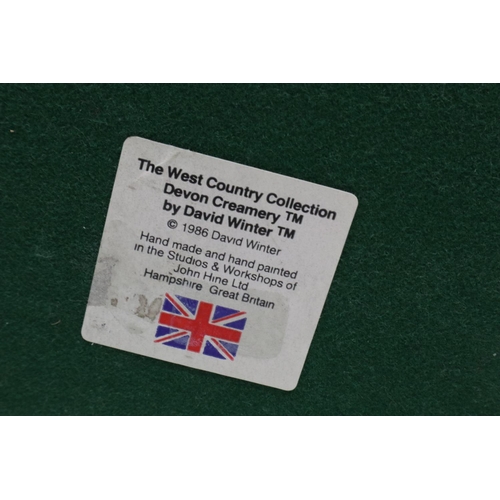 The West Country Collection
Devon Creamery ™
by David Winter ™
© 1986 David Winter
Hand made and hand painted
in the Studios & Workshops of
John Hine Ltd
Hampshire Great Britain